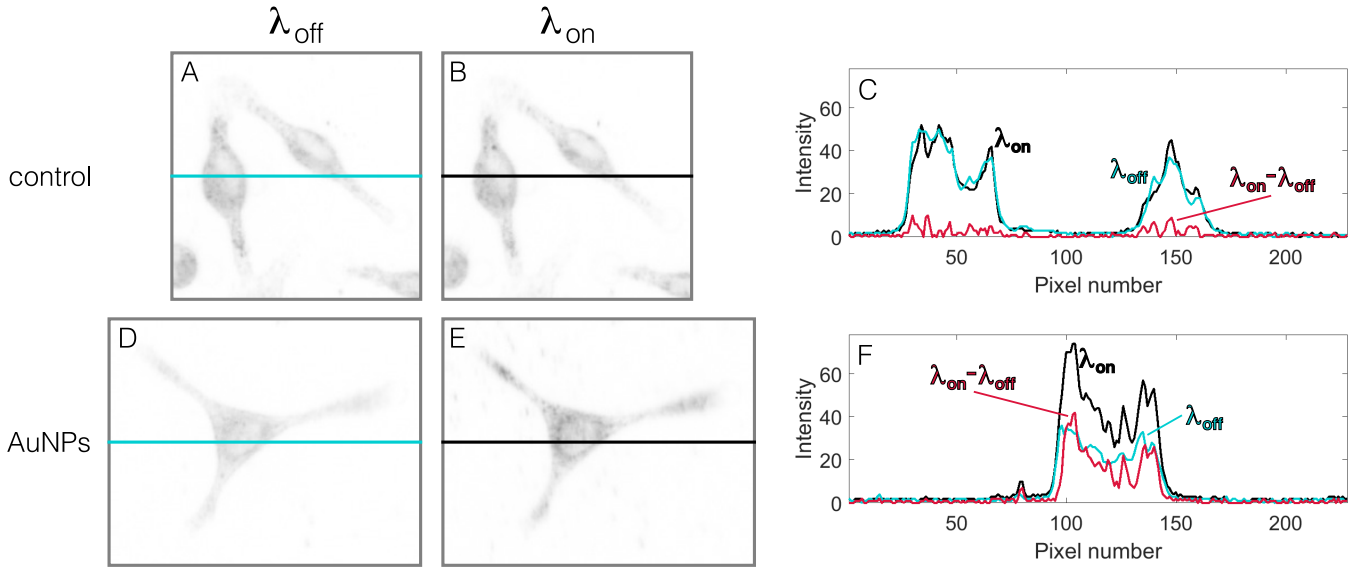 λoff
λon
A
B
control
C
Intensity
60
40
20
0
λon
λoff
λon-λoff
50
100
150
200
Pixel number
D
E
AuNPs
F
Intensity
60
40
20
0
λon-λoff
λon
λoff
50
100
150
200
Pixel number